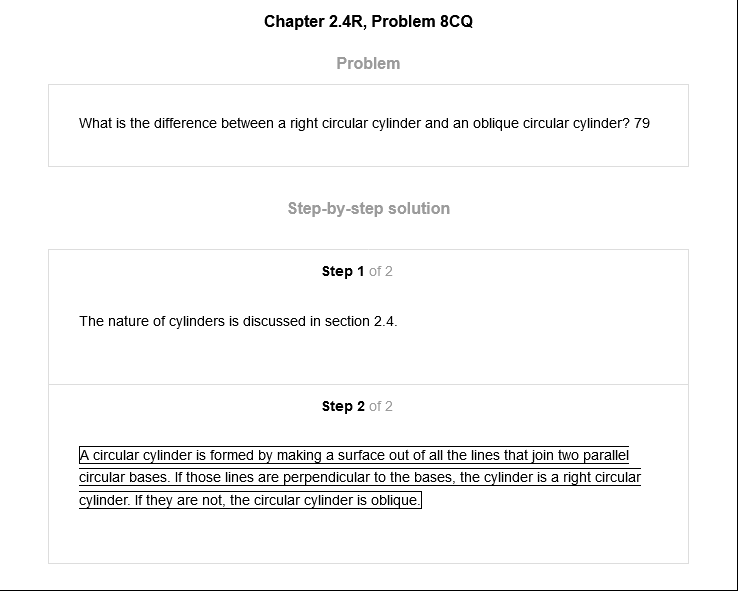 Chapter 2.4R, Problem 8CQ
Problem
What is the difference between a right circular cylinder and an oblique circular cylinder? 79
Step-by-step solution
Step 1 of 2
The nature of cylinders is discussed in section 2.4.
Step 2 of 2
A circular cylinder is formed by making a surface out of all the lines that join two parallel
circular bases. If those lines are perpendicular to the bases, the cylinder is a right circular
cylinder. If they are not, the circular cylinder is oblique.